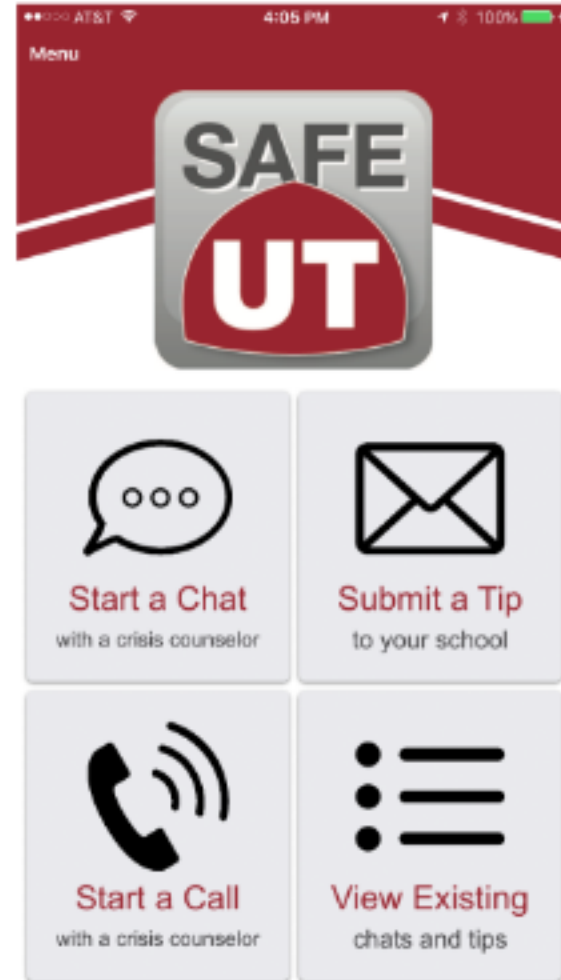 AT&T 4:05 PM 100%
Menu
SAFE
UT
Start a Chat
with a crisis counselor
Submit a Tip
to your school
Start a Call
with a crisis counselor
View Existing
chats and tips